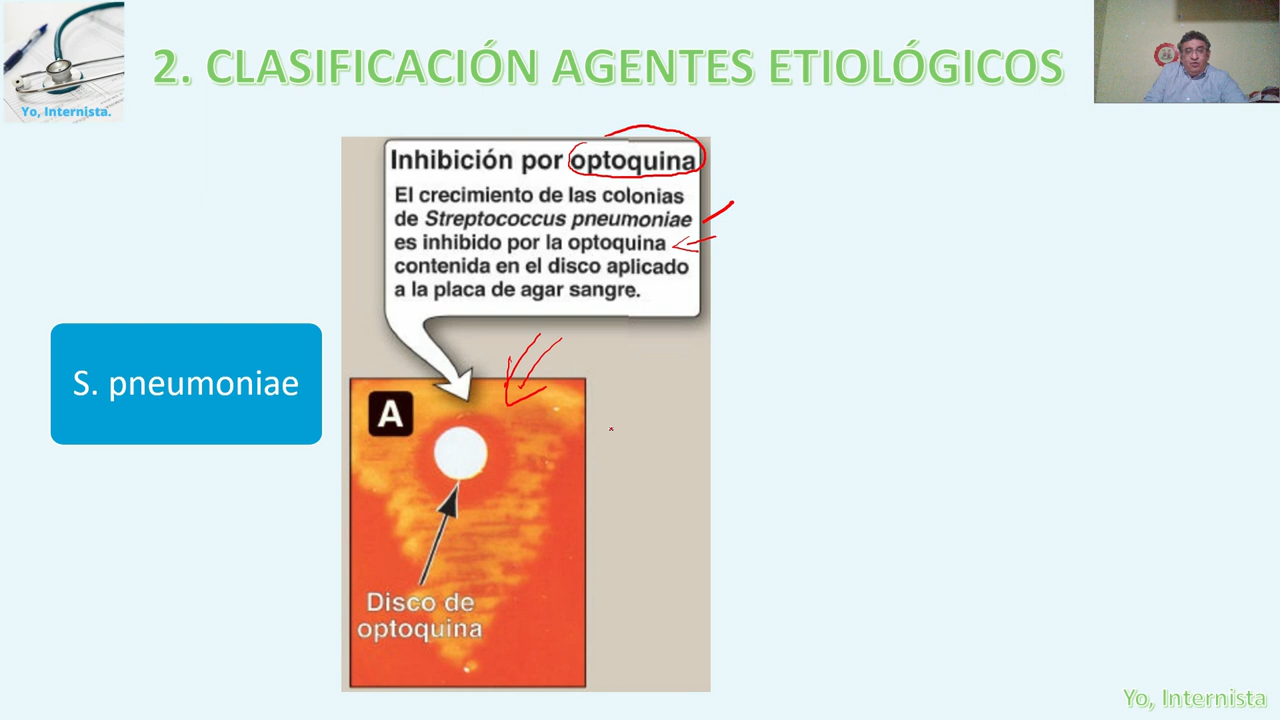 Yo, Internista.
2. CLASIFICACIÓN AGENTES ETIOLÓGICOS
Inhibición por optoquina
El crecimiento de las colonias
de Streptococcus pneumoniae
es inhibido por la optoquina
contenida en el disco aplicado
a la placa de agar sangre.
S. pneumoniae
A
Disco de
optoquina
Yo, Internista